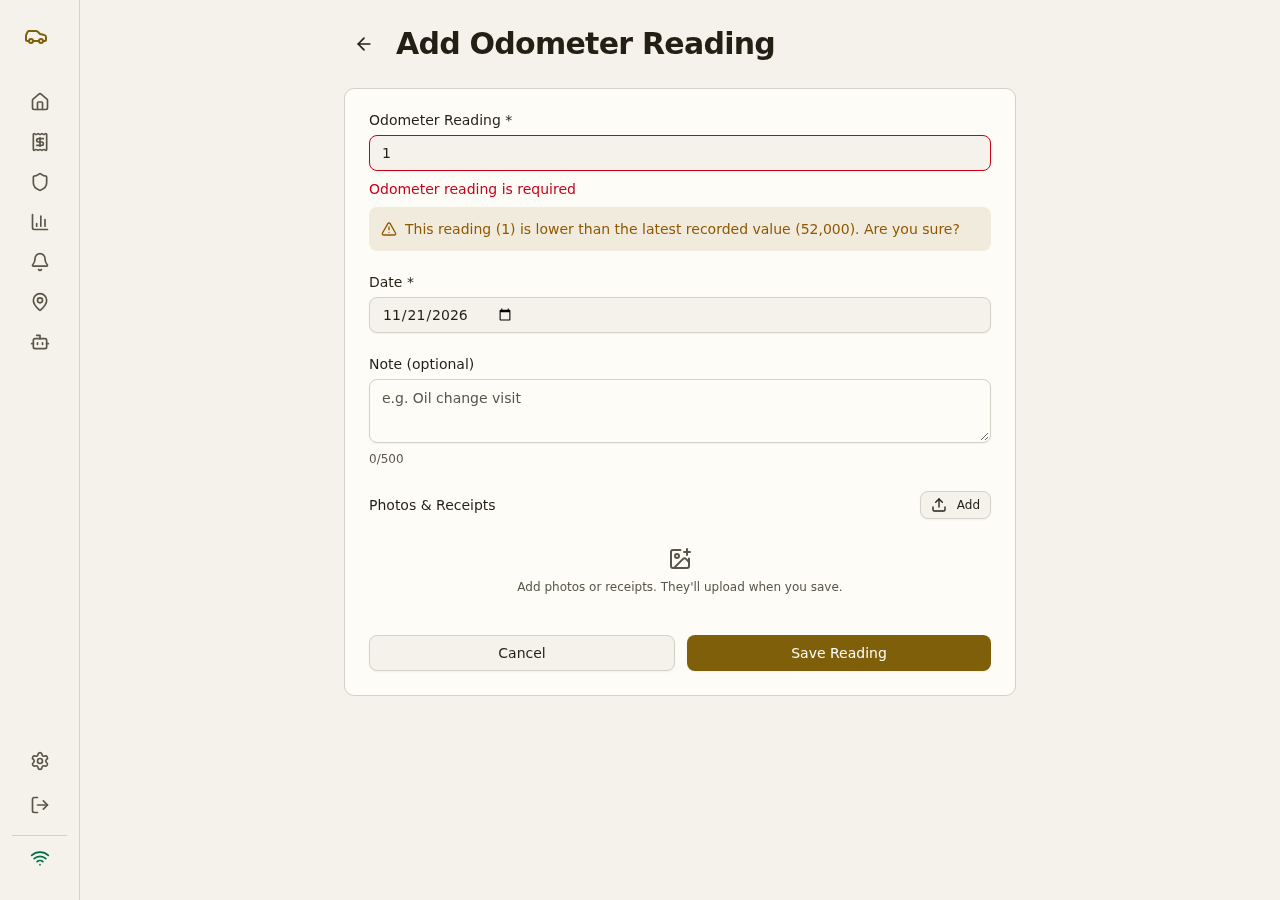 Add Odometer Reading
Odometer Reading *
1
Odometer reading is required
This reading (1) is lower than the latest recorded value (52,000). Are you sure?
Date *
11/21/2026
Note (optional)
e.g. Oil change visit
0/500
Photos & Receipts
Add
Add photos or receipts. They'll upload when you save.
Cancel
Save Reading